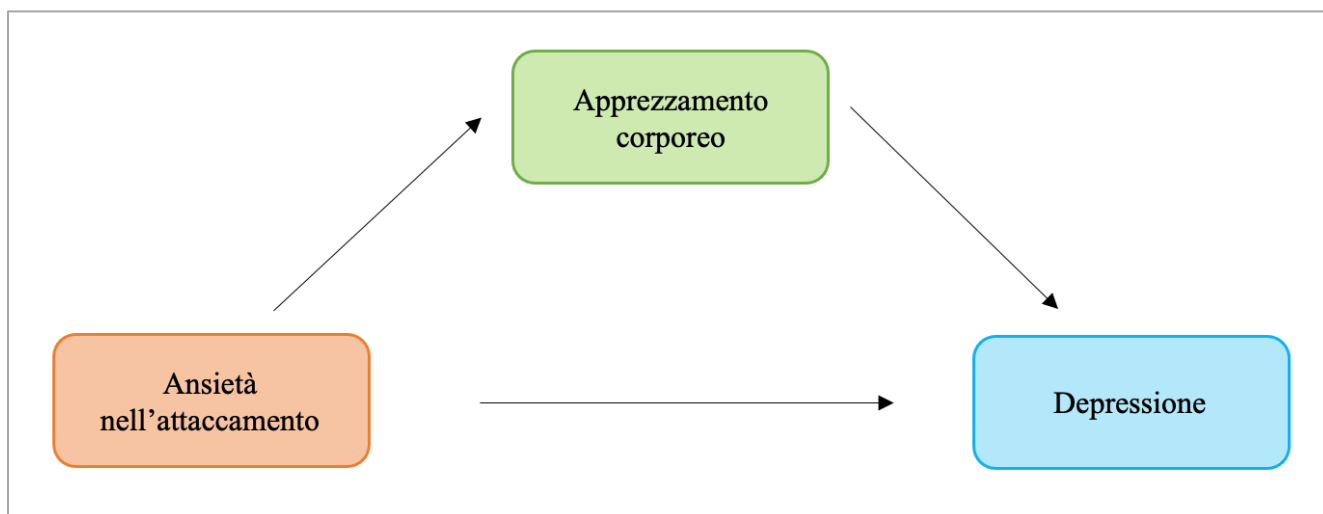 Apprezzamento
corporeo
Ansietà
nell’attaccamento
Depressione